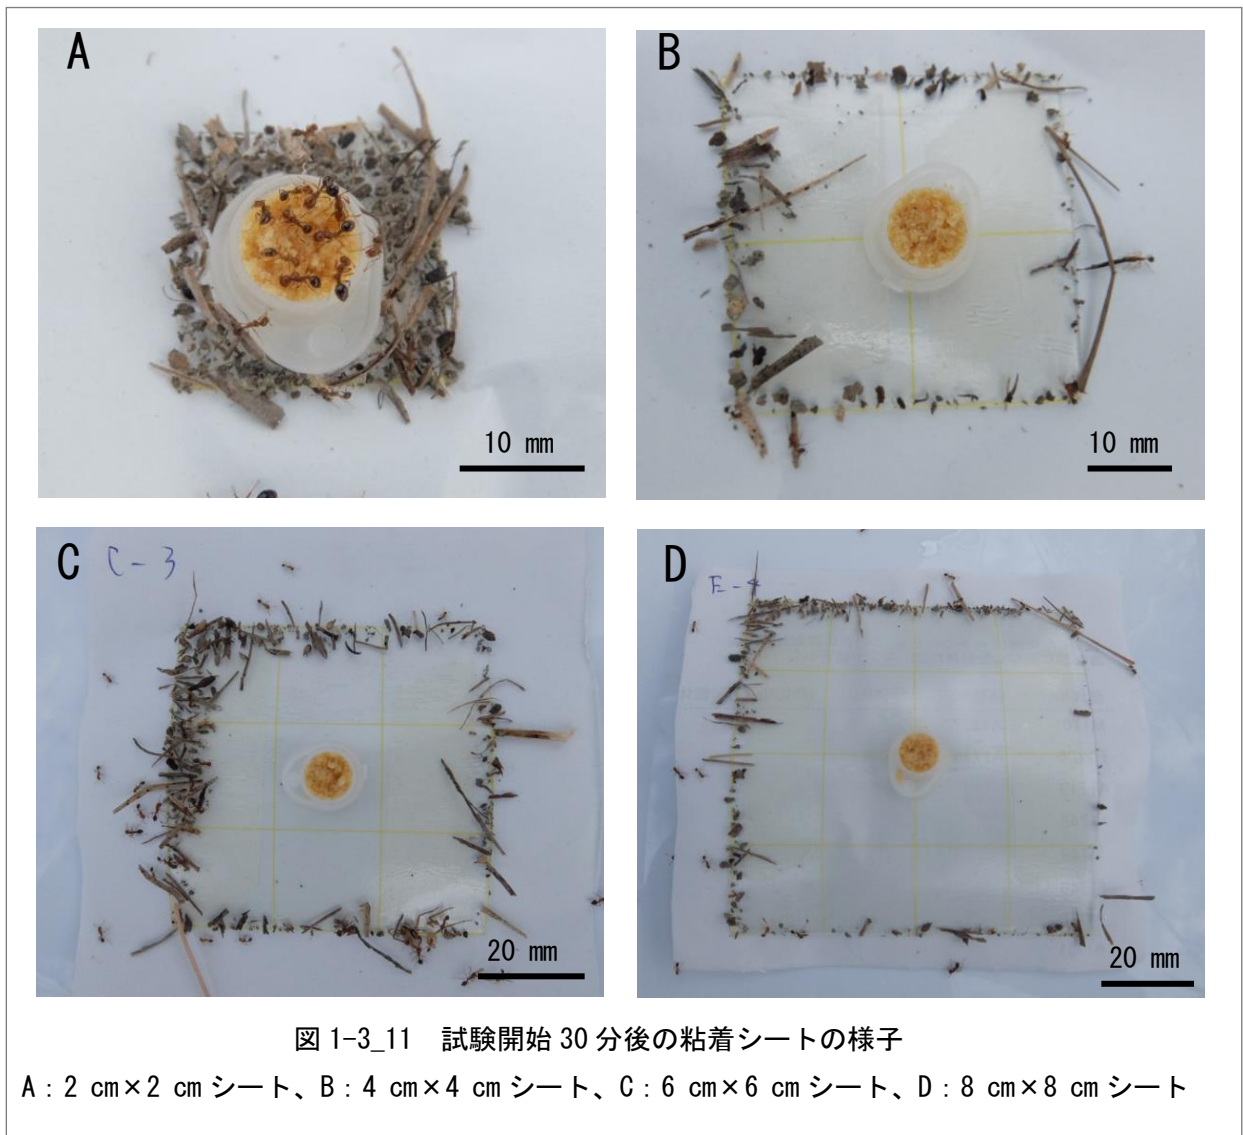 A
10 mm
B
10 mm
C
C-3
20 mm
D
E-4
20 mm
図 1-3_11　試験開始 30 分後の粘着シートの様子
A：2 cm×2 cm シート、B：4 cm×4 cm シート、C：6 cm×6 cm シート、D：8 cm×8 cm シート